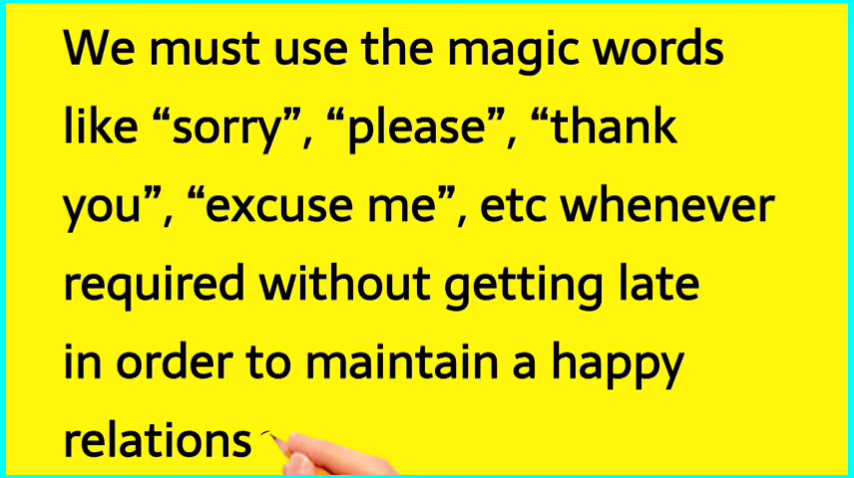 We must use the magic words
like “sorry”, “please”, “thank
you”, “excuse me”, etc whenever
required without getting late
in order to maintain a happy
relations